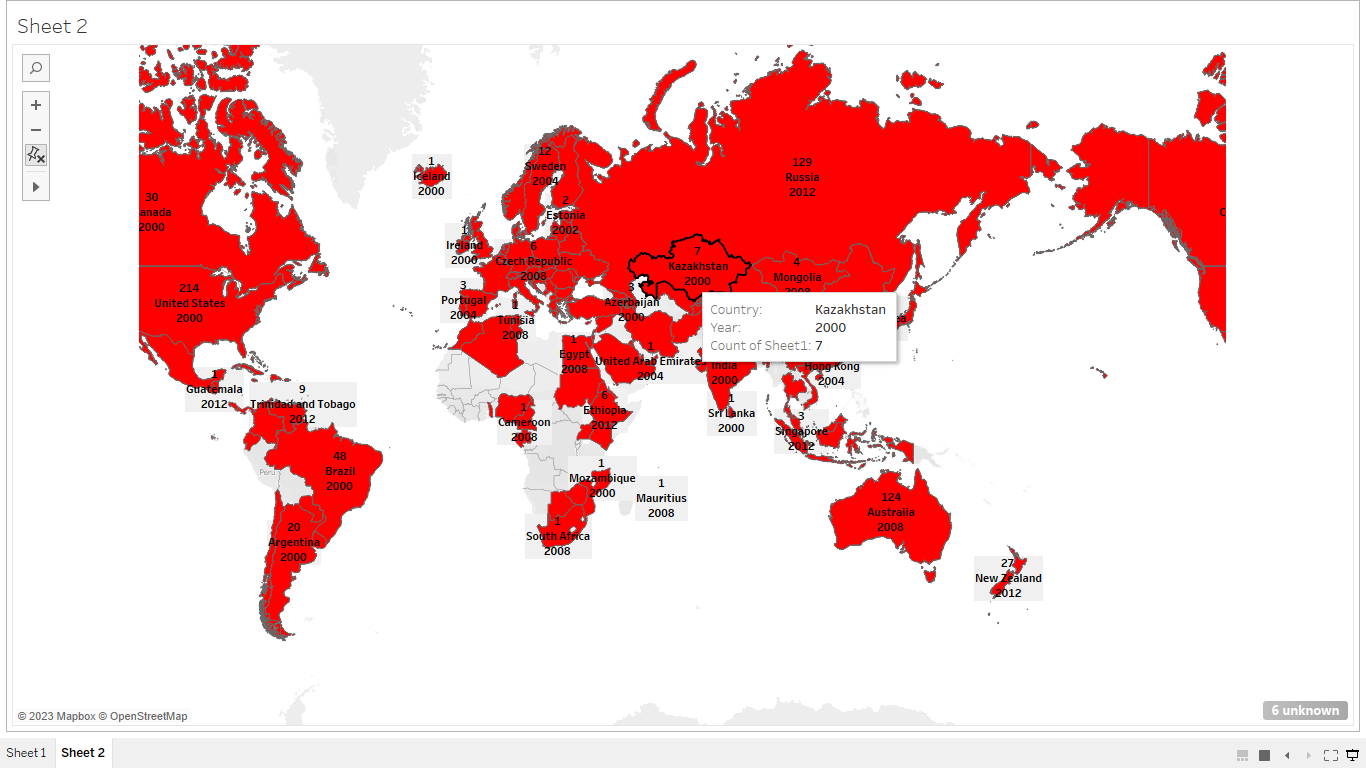 Sheet 2
129
Russia
2012
1
Iceland
2000
12
Sweden
2004
30
anada
2000
2
Estonia
2002
1
Ireland
2000
6
Czech Republic
2008
7
Kazakhstan
2000
4
Mongolia
2008
214
United States
2000
3
Portugal
2004
3
Azerbaijan
2000
1
Tunisia
2008
Country: Kazakhstan
Year: 2000
Count of Sheet1: 7
1
Egypt
2008
1
United Arab Emirates
2004
India
2000
Hong Kong
2004
1
Guatemala
2012
9
Trinidad and Tobago
2012
1
Cameroon
2008
6
Ethiopia
2012
1
Sri Lanka
2000
3
Singapore
2012
48
Brazil
2000
Peru
1
Mozambique
2000
1
Mauritius
2008
20
Argentina
2000
1
South Africa
2008
124
Australia
2008
27
New Zealand
2012
© 2023 Mapbox © OpenStreetMap
6 unknown
Sheet 1
Sheet 2